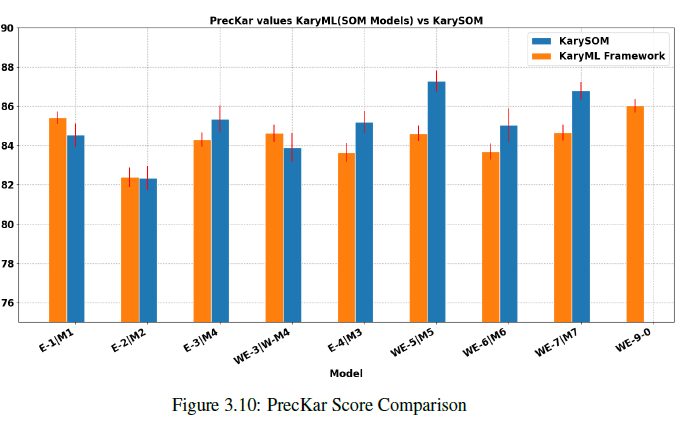 PrecKar values KaryML(SOM Models) vs KarySOM
90
88
86
84
82
80
78
76
KarySOM
KaryML Framework
E-1|M1
E-2|M2
E-3|M4
WE-3|W-M4
E-4|M3
WE-5|M5
WE-6|M6
WE-7|M7
WE-9-0
Model
Figure 3.10: PrecKar Score Comparison